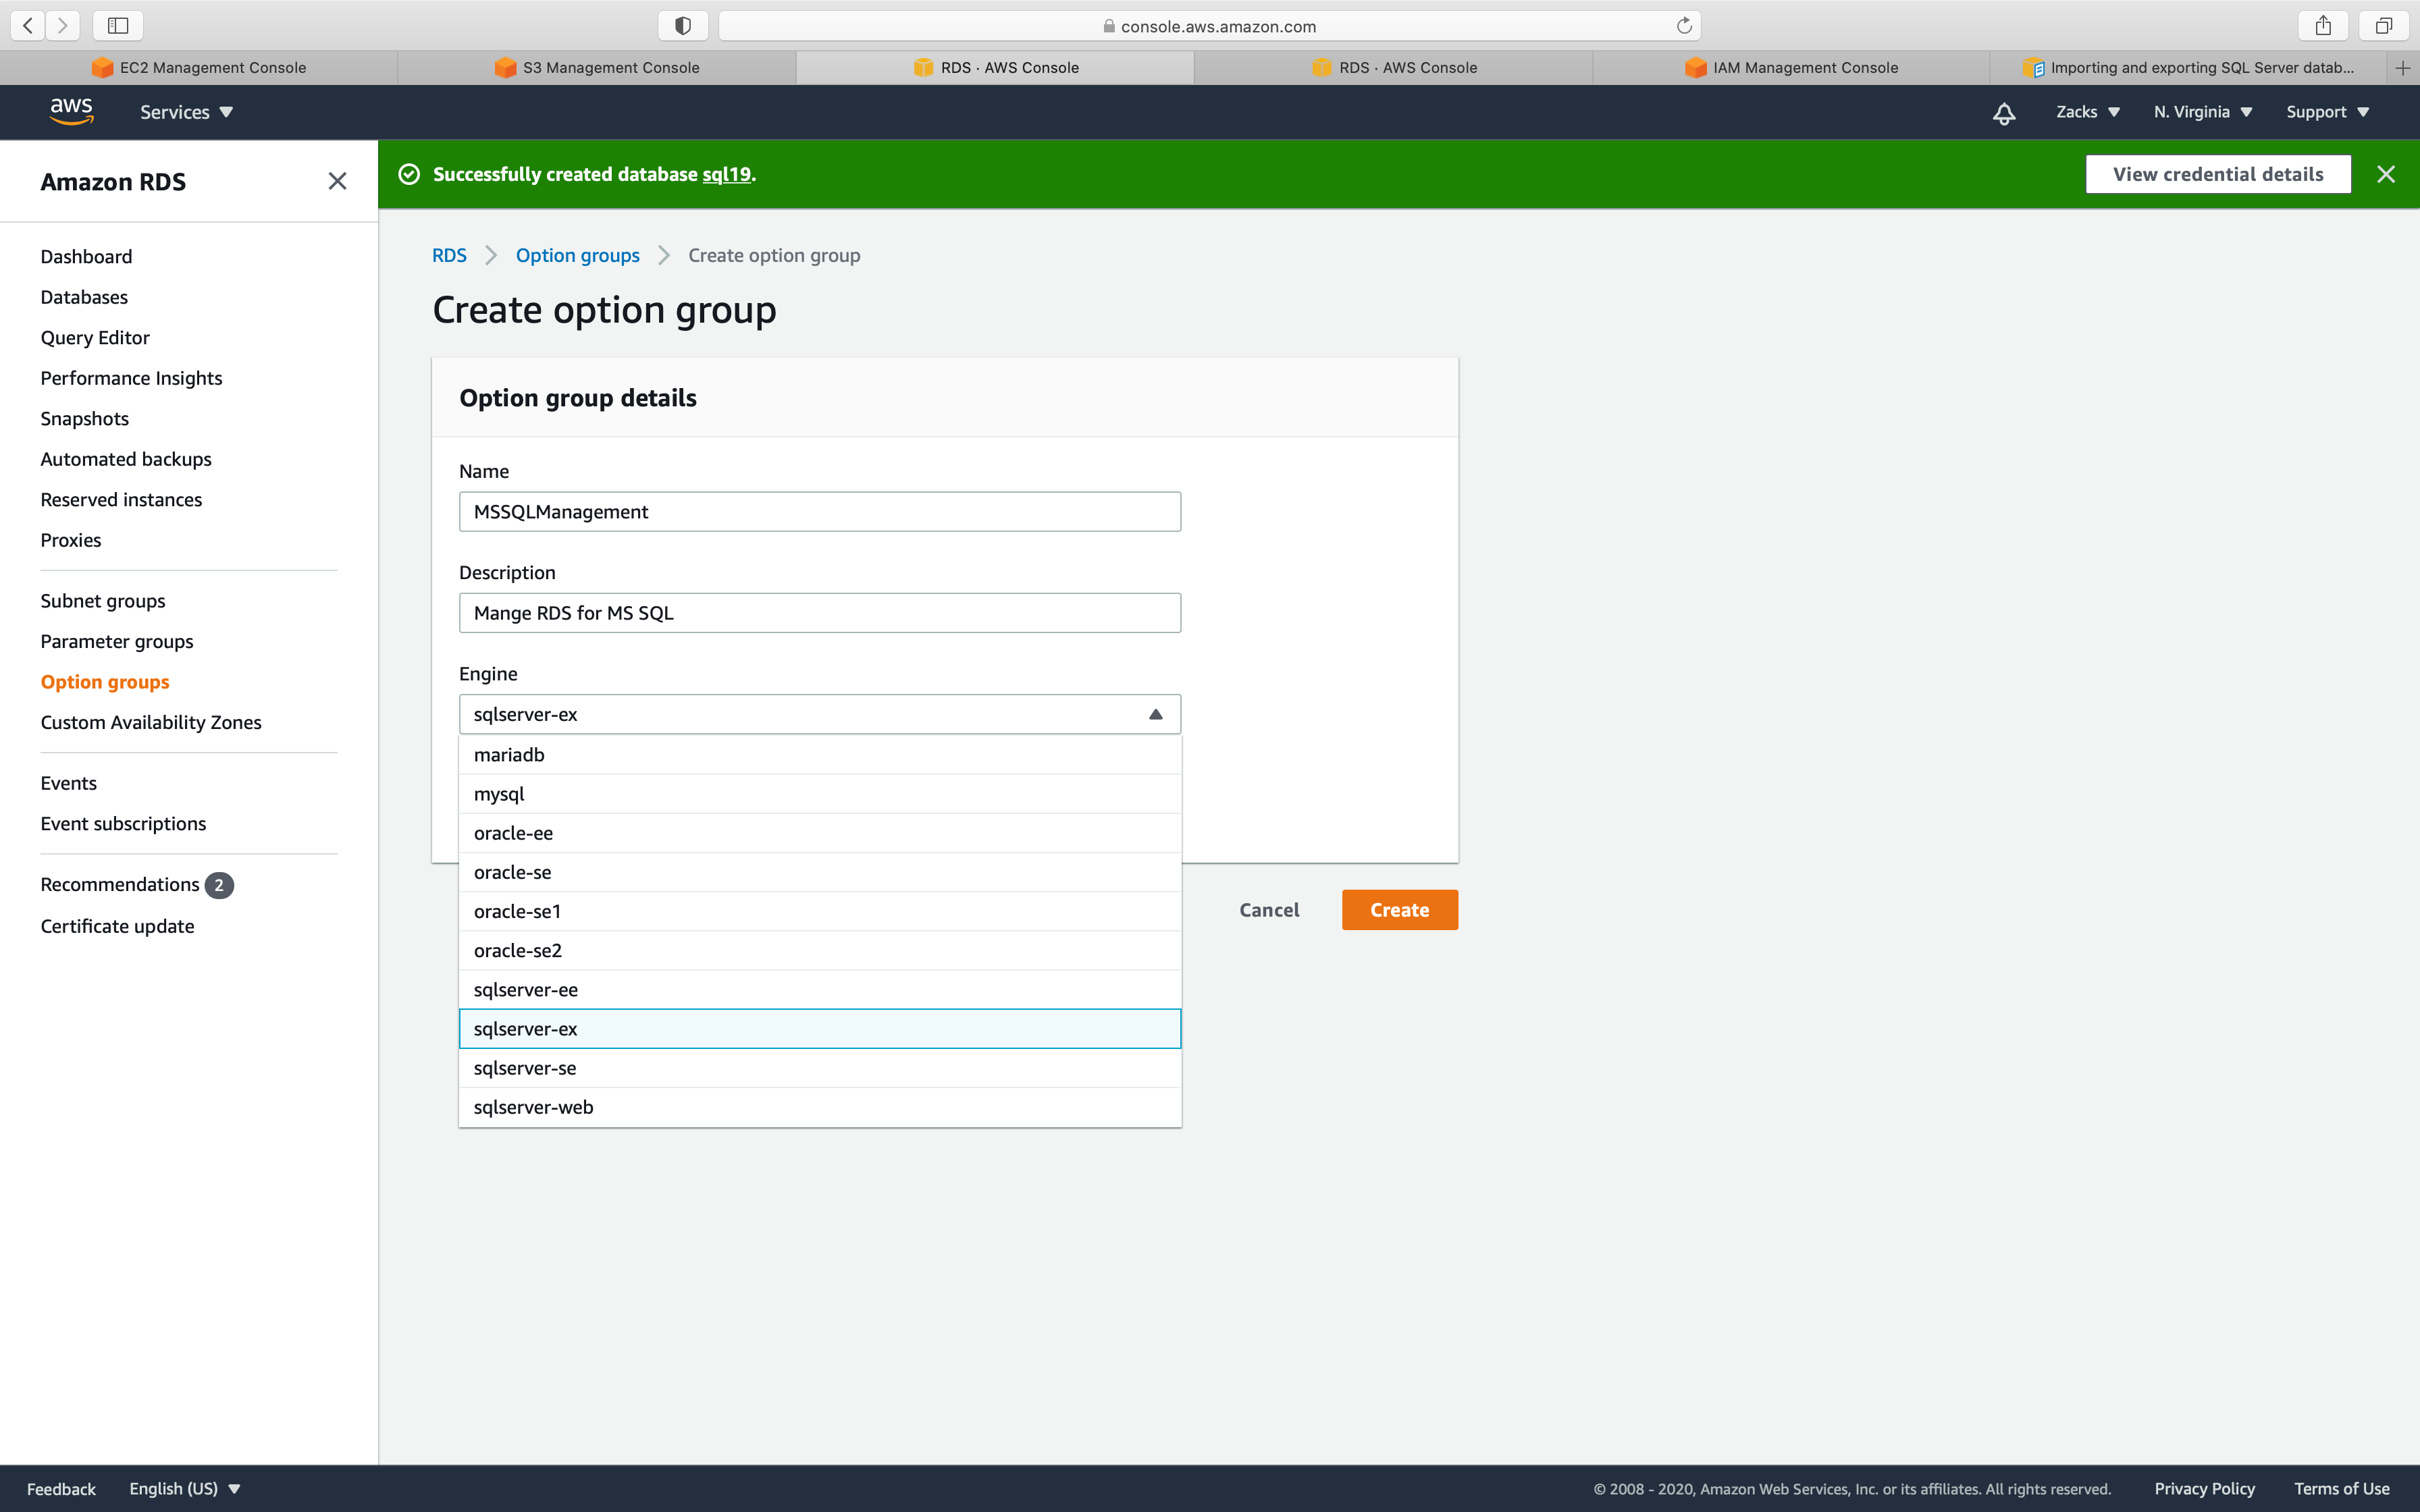 console.aws.amazon.com
EC2 Management Console
S3 Management Console
RDS · AWS Console
RDS · AWS Console
IAM Management Console
Importing and exporting SQL Server datab...
aws
Services
Zacks
N. Virginia
Support
Amazon RDS
Successfully created database sql19.
View credential details
Dashboard
Databases
Query Editor
Performance Insights
Snapshots
Automated backups
Reserved instances
Proxies
Subnet groups
Parameter groups
Option groups
Custom Availability Zones
Events
Event subscriptions
Recommendations 2
Certificate update
RDS > Option groups > Create option group
Create option group
Option group details
Name
MSSQLManagement
Description
Mange RDS for MS SQL
Engine
sqlserver-ex
mariadb
mysql
oracle-ee
oracle-se
oracle-se1
oracle-se2
sqlserver-ee
sqlserver-ex
sqlserver-se
sqlserver-web
Cancel
Create
Feedback
English (US)
© 2008 - 2020, Amazon Web Services, Inc. or its affiliates. All rights reserved.
Privacy Policy
Terms of Use